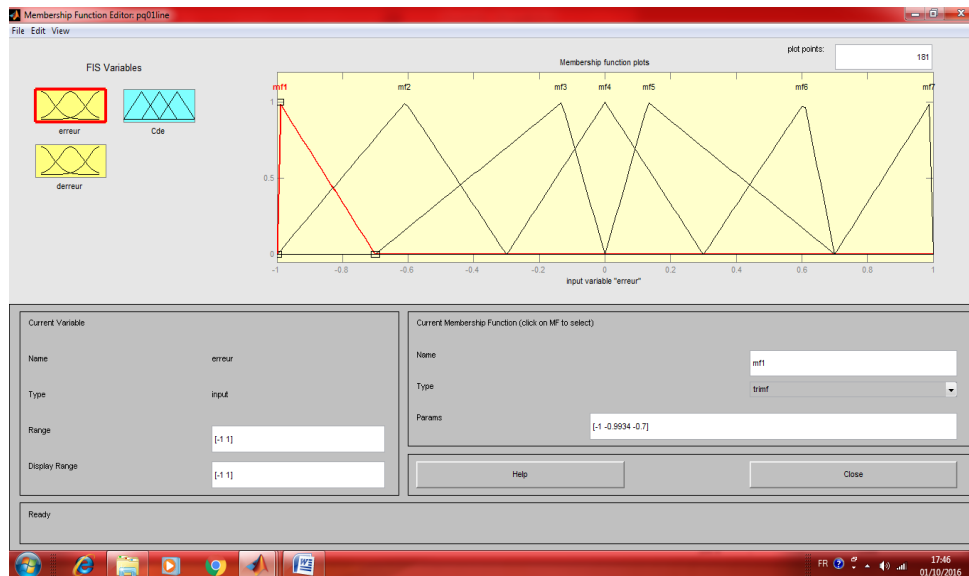 Membership Function Editor: pq01line
File Edit View
FIS Variables
erreur
Cde
derreur
plot points:
181
Membership function plots
mf1 mf2 mf3 mf4 mf5 mf6 mf7
1
0.5
0
-1 -0.8 -0.6 -0.4 -0.2 0 0.2 0.4 0.6 0.8 1
input variable "erreur"
Current Variable
Name erreur
Type input
Range [-1 1]
Display Range [-1 1]
Current Membership Function (click on MF to select)
Name mf1
Type trimf
Params [-1 -0.9934 -0.7]
Help Close
Ready
FR 17:46
01/10/2016